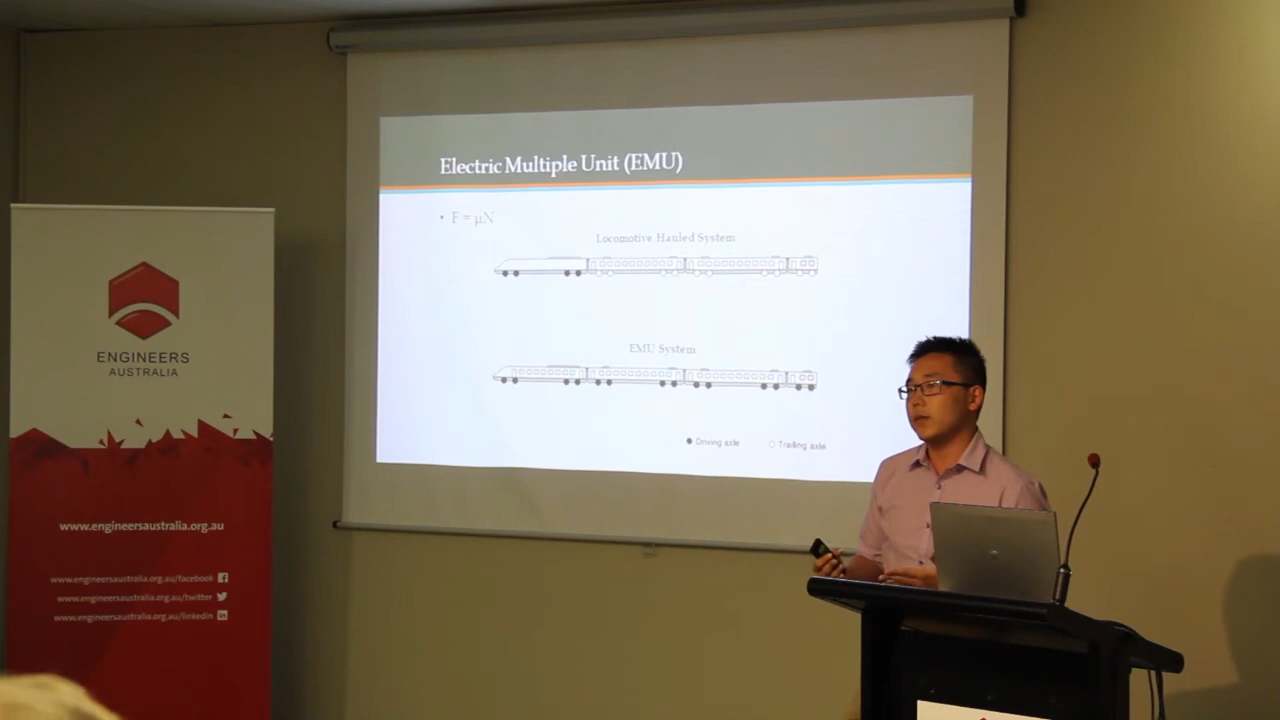 Electric Multiple Unit (EMU)
• F = μN
Locomotive Hauled System
EMU System
Driving axle
Trailing axle
ENGINEERS
AUSTRALIA
www.engineersaustralia.org.au
www.engineersaustralia.org.au/facebook
www.engineersaustralia.org.au/twitter
www.engineersaustralia.org.au/linkedin